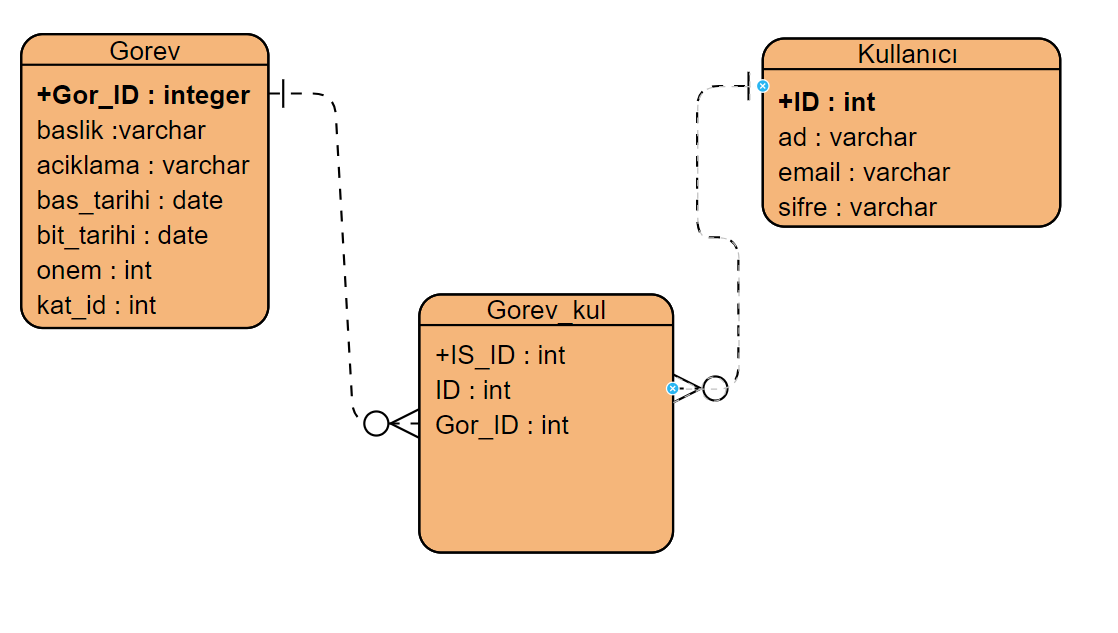 Gorev
+Gor_ID : integer
baslik :varchar
aciklama : varchar
bas_tarihi : date
bit_tarihi : date
onem : int
kat_id : int
Kullanıcı
+ID : int
ad : varchar
email : varchar
sifre : varchar
Gorev_kul
+IS_ID : int
ID : int
Gor_ID : int